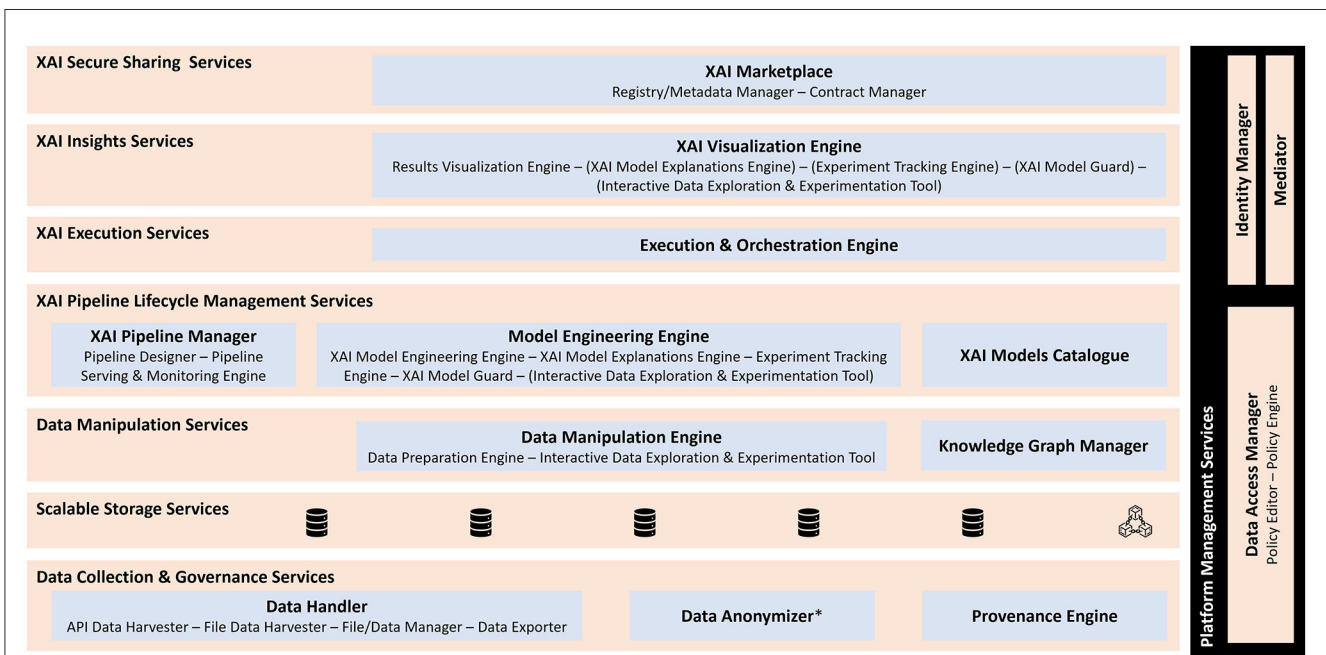 XAI Secure Sharing Services
XAI Marketplace
Registry/Metadata Manager – Contract Manager
XAI Insights Services
XAI Visualization Engine
Results Visualization Engine – (XAI Model Explanations Engine) – (Experiment Tracking Engine) – (XAI Model Guard) –
(Interactive Data Exploration & Experimentation Tool)
XAI Execution Services
Execution & Orchestration Engine
XAI Pipeline Lifecycle Management Services
XAI Pipeline Manager
Pipeline Designer – Pipeline
Serving & Monitoring Engine
Model Engineering Engine
XAI Model Engineering Engine – XAI Model Explanations Engine – Experiment Tracking
Engine – XAI Model Guard – (Interactive Data Exploration & Experimentation Tool)
XAI Models Catalogue
Data Manipulation Services
Data Manipulation Engine
Data Preparation Engine – Interactive Data Exploration & Experimentation Tool
Knowledge Graph Manager
Scalable Storage Services
Data Collection & Governance Services
Data Handler
API Data Harvester – File Data Harvester – File/Data Manager – Data Exporter
Data Anonymizer*
Provenance Engine
Platform Management Services
Identity Manager
Mediator
Data Access Manager
Policy Editor – Policy Engine